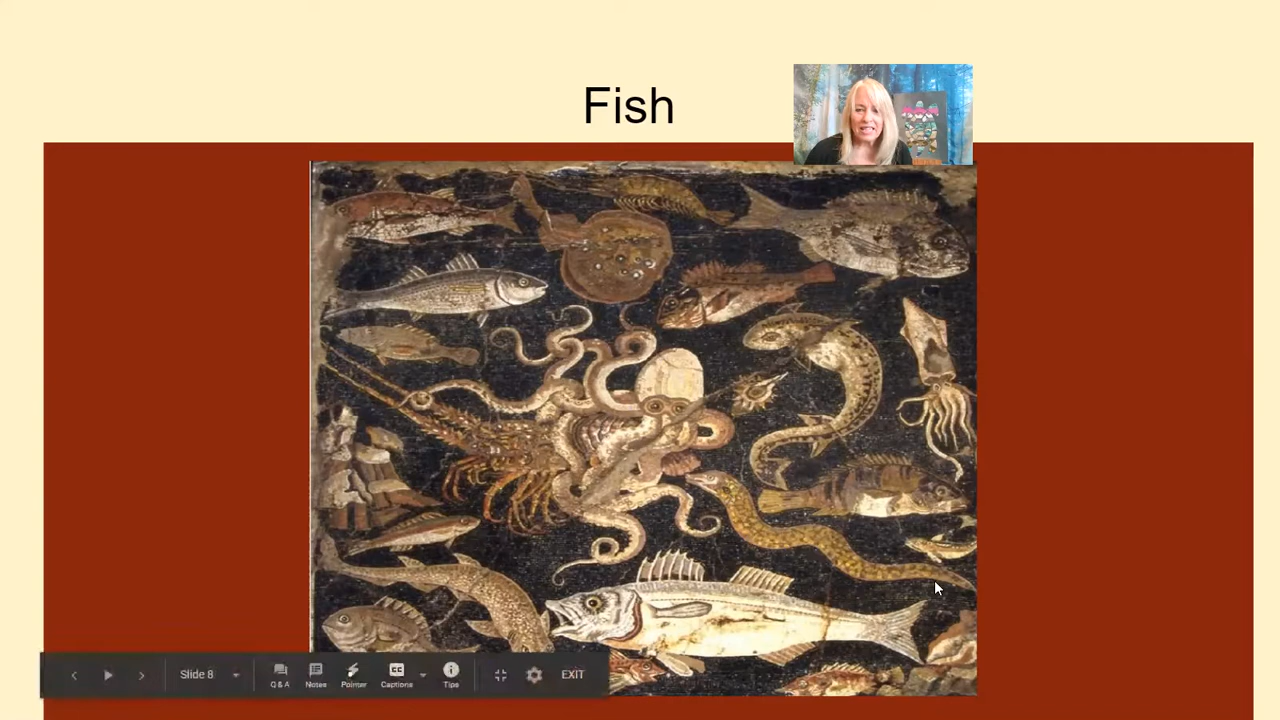 Fish
Slide 8
Q & A
Notes
Pointer
Captions
Tips
EXIT